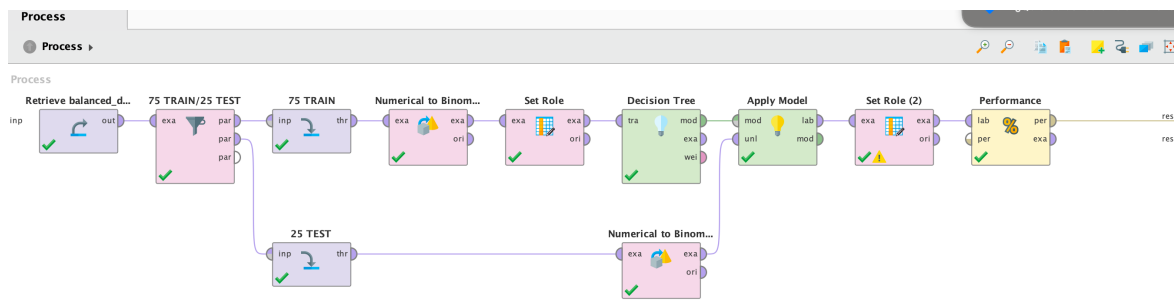 Process
Process
Process
Retrieve balanced_d...
75 TRAIN/25 TEST
75 TRAIN
Numerical to Binom...
Set Role
Decision Tree
Apply Model
Set Role (2)
Performance
inp
out
exa
par
par
par
inp
thr
exa
exa
ori
exa
exa
ori
tra
mod
exa
wei
mod
lab
unl
mod
exa
exa
ori
lab
per
%
per
exa
res
res
25 TEST
Numerical to Binom...
inp
thr
exa
exa
ori